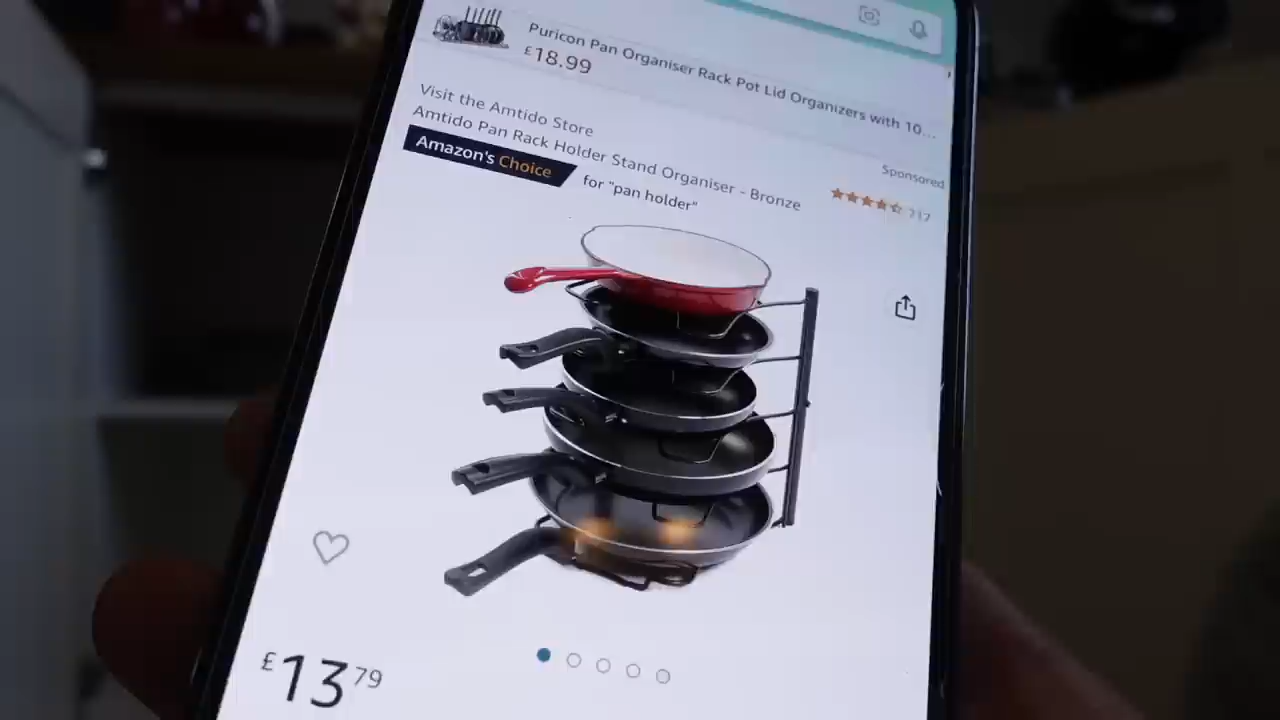 Puricon Pan Organiser Rack Pot Lid Organizers with 10...
£18.99
Sponsored
Visit the Amtido Store
Amtido Pan Rack Holder Stand Organiser - Bronze
717
Amazon's Choice for "pan holder"
£13 79